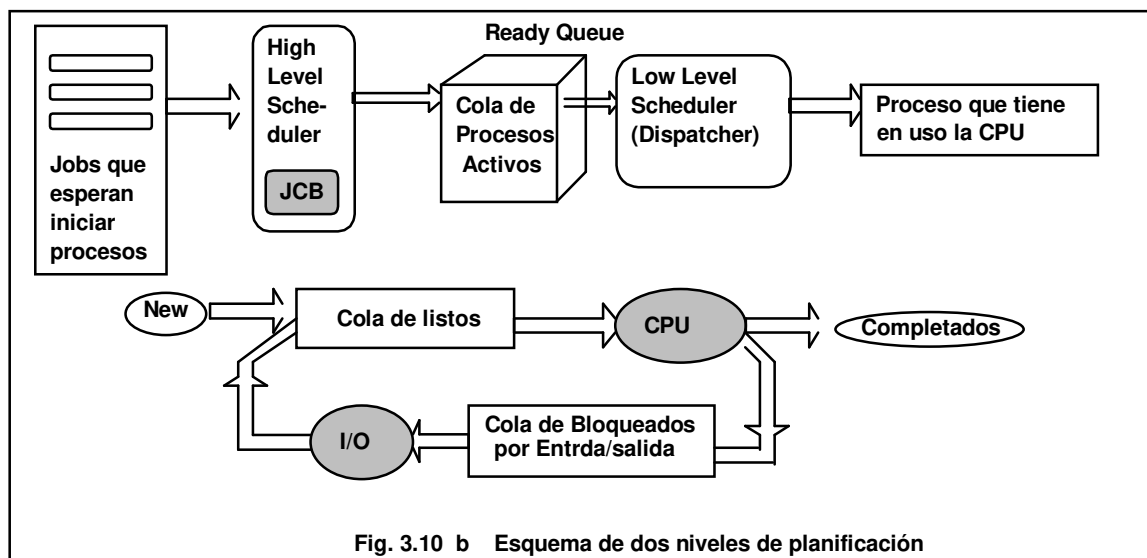 Jobs que
esperan
iniciar
procesos
High
Level
Sche-
duler
JCB
Ready Queue
Cola de
Procesos
Activos
Low Level
Scheduler
(Dispatcher)
Proceso que tiene
en uso la CPU
New
Cola de listos
CPU
Completados
I/O
Cola de Bloqueados
por Entrda/salida
Fig. 3.10 b Esquema de dos niveles de planificación